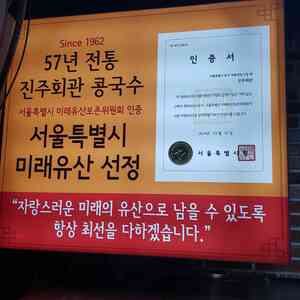 Since 1962
57년 전통
진주회관 콩국수
서울특별시 미래유산보존위원회 인증
서울특별시
미래유산 선정
인 증 서
서울특별시
"자랑스러운 미래의 유산으로 남을 수 있도록
항상 최선을 다하겠습니다."